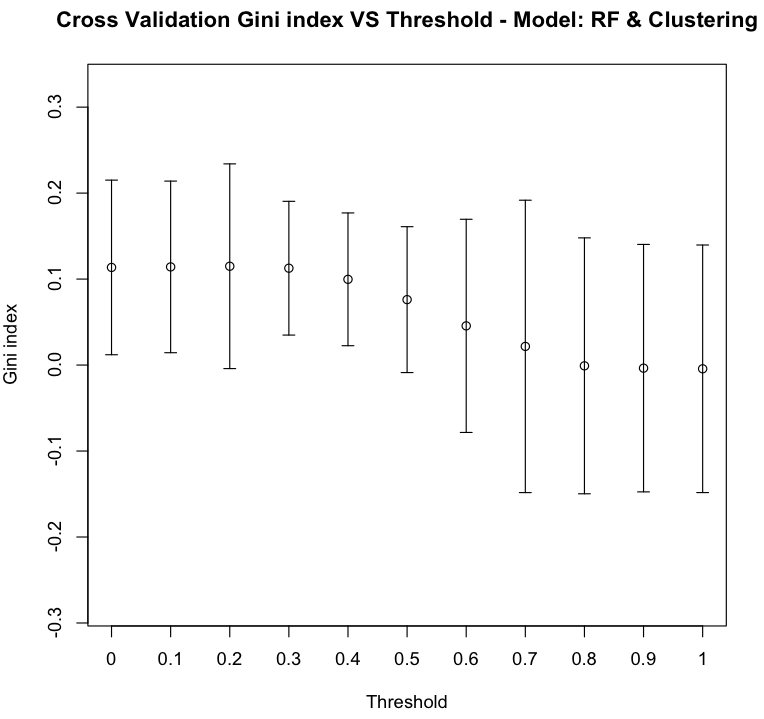 Cross Validation Gini index VS Threshold - Model: RF & Clustering
Gini index
0.3
0.2
0.1
0.0
-0.1
-0.2
-0.3
0 0.1 0.2 0.3 0.4 0.5 0.6 0.7 0.8 0.9 1
Threshold